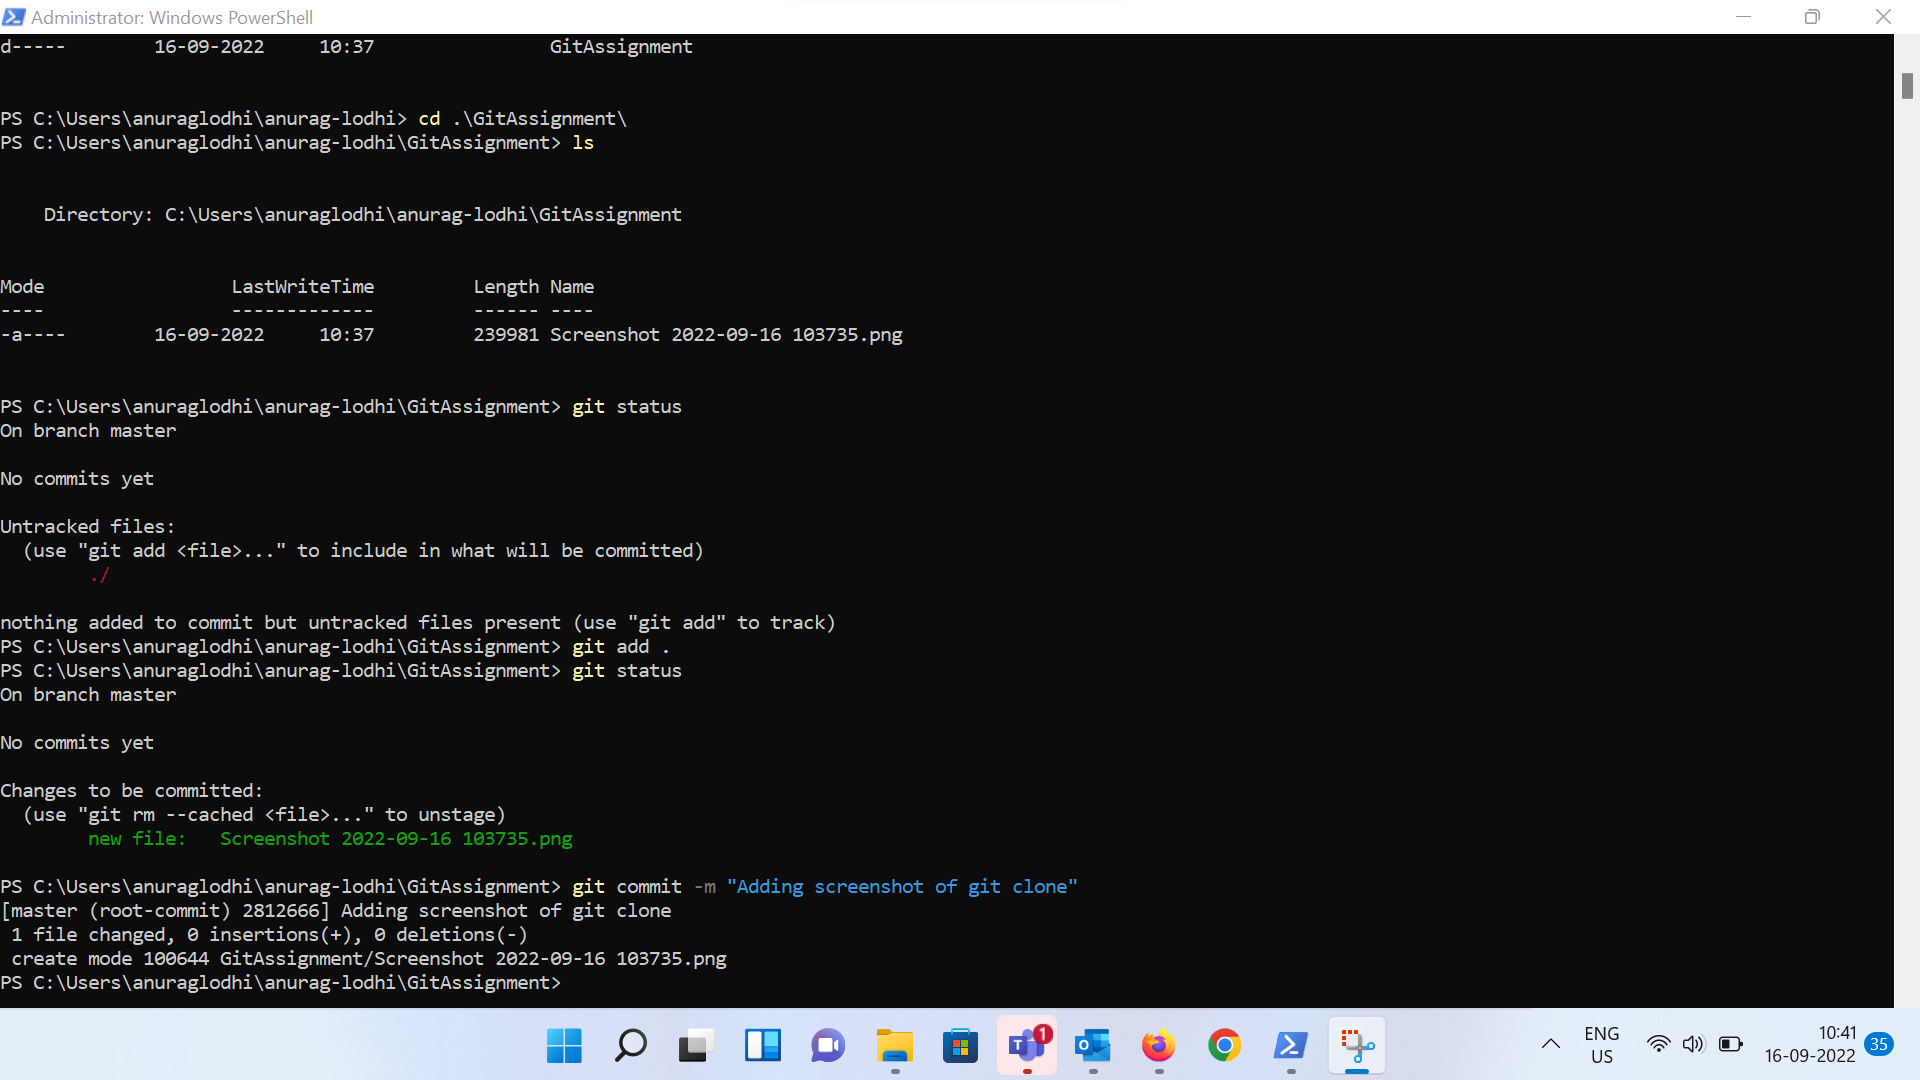 Administrator: Windows PowerShell
d-----        16-09-2022     10:37                GitAssignment
PS C:\Users\anuraglodhi\anurag-lodhi> cd .\GitAssignment\
PS C:\Users\anuraglodhi\anurag-lodhi\GitAssignment> ls
    Directory: C:\Users\anuraglodhi\anurag-lodhi\GitAssignment
Mode                 LastWriteTime         Length Name
----                 -------------         ------ ----
-a----        16-09-2022     10:37         239981 Screenshot 2022-09-16 103735.png
PS C:\Users\anuraglodhi\anurag-lodhi\GitAssignment> git status
On branch master
No commits yet
Untracked files:
  (use "git add <file>..." to include in what will be committed)
        ./
nothing added to commit but untracked files present (use "git add" to track)
PS C:\Users\anuraglodhi\anurag-lodhi\GitAssignment> git add .
PS C:\Users\anuraglodhi\anurag-lodhi\GitAssignment> git status
On branch master
No commits yet
Changes to be committed:
  (use "git rm --cached <file>..." to unstage)
        new file:   Screenshot 2022-09-16 103735.png
PS C:\Users\anuraglodhi\anurag-lodhi\GitAssignment> git commit -m "Adding screenshot of git clone"
[master (root-commit) 2812666] Adding screenshot of git clone
 1 file changed, 0 insertions(+), 0 deletions(-)
 create mode 100644 GitAssignment/Screenshot 2022-09-16 103735.png
PS C:\Users\anuraglodhi\anurag-lodhi\GitAssignment>
T 1
O
ENG
US
10:41
16-09-2022
35